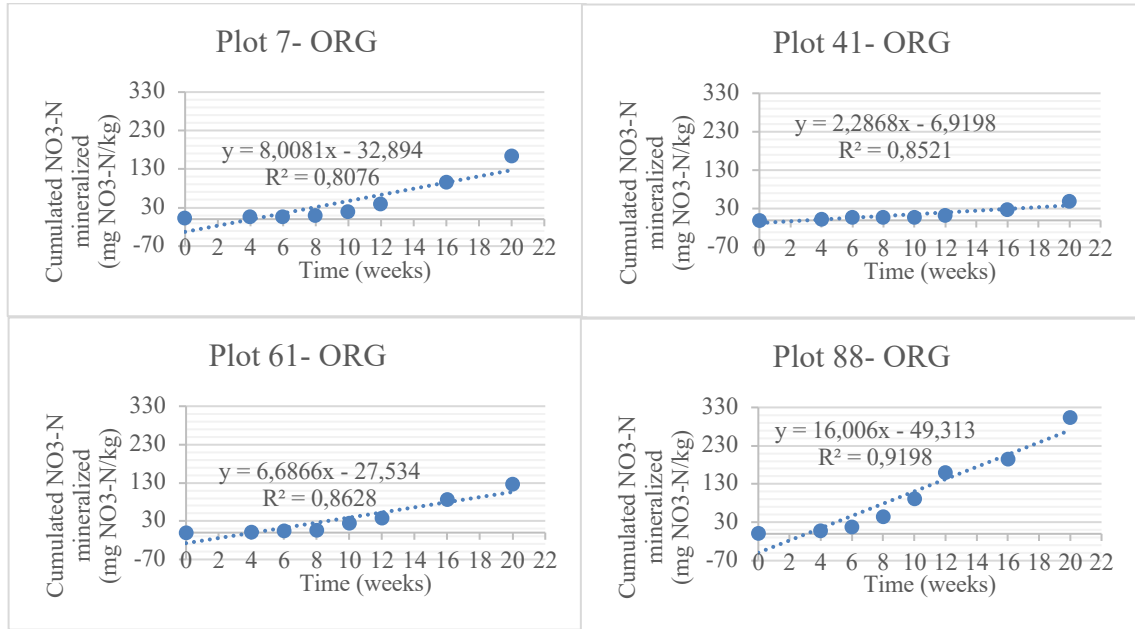 Plot 7- ORG
Cumulated NO3-N
mineralized
(mg NO3-N/kg)
330
230
130
30
-70
y = 8,0081x - 32,894
R² = 0,8076
0 2 4 6 8 10 12 14 16 18 20 22
Time (weeks)
Plot 41- ORG
Cumulated NO3-N
mineralized
(mg NO3-N/kg)
330
230
130
30
-70
y = 2,2868x - 6,9198
R² = 0,8521
0 2 4 6 8 10 12 14 16 18 20 22
Time (weeks)
Plot 61- ORG
Cumulated NO3-N
mineralized
(mg NO3-N/kg)
330
230
130
30
-70
y = 6,6866x - 27,534
R² = 0,8628
0 2 4 6 8 10 12 14 16 18 20 22
Time (weeks)
Plot 88- ORG
Cumulated NO3-N
mineralized
(mg NO3-N/kg)
330
230
130
30
-70
y = 16,006x - 49,313
R² = 0,9198
0 2 4 6 8 10 12 14 16 18 20 22
Time (weeks)